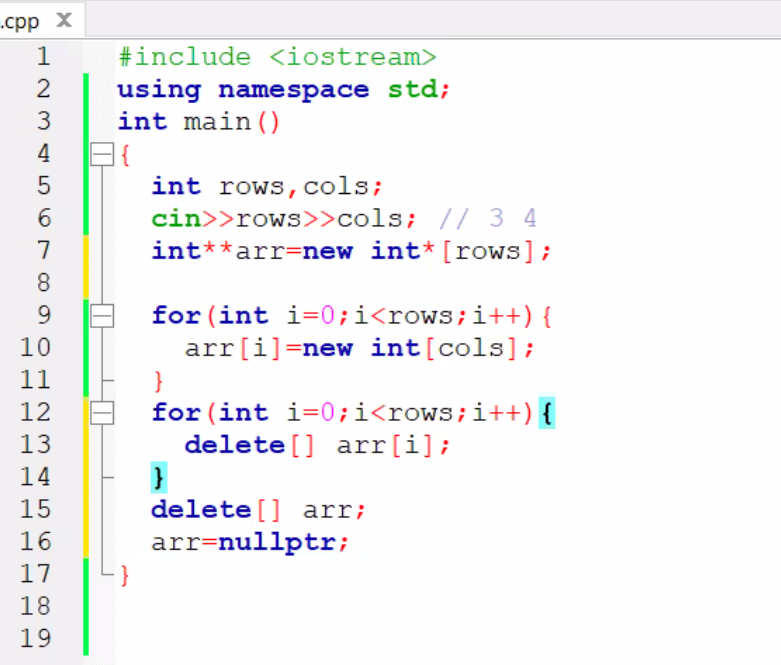 .cpp X
1 #include <iostream>
2 using namespace std;
3 int main()
4 {
5 int rows,cols;
6 cin>>rows>>cols; // 3 4
7 int**arr=new int*[rows];
8
9 for(int i=0;i<rows;i++){
10 arr[i]=new int[cols];
11 }
12 for(int i=0;i<rows;i++){
13 delete[] arr[i];
14 }
15 delete[] arr;
16 arr=nullptr;
17 }
18
19